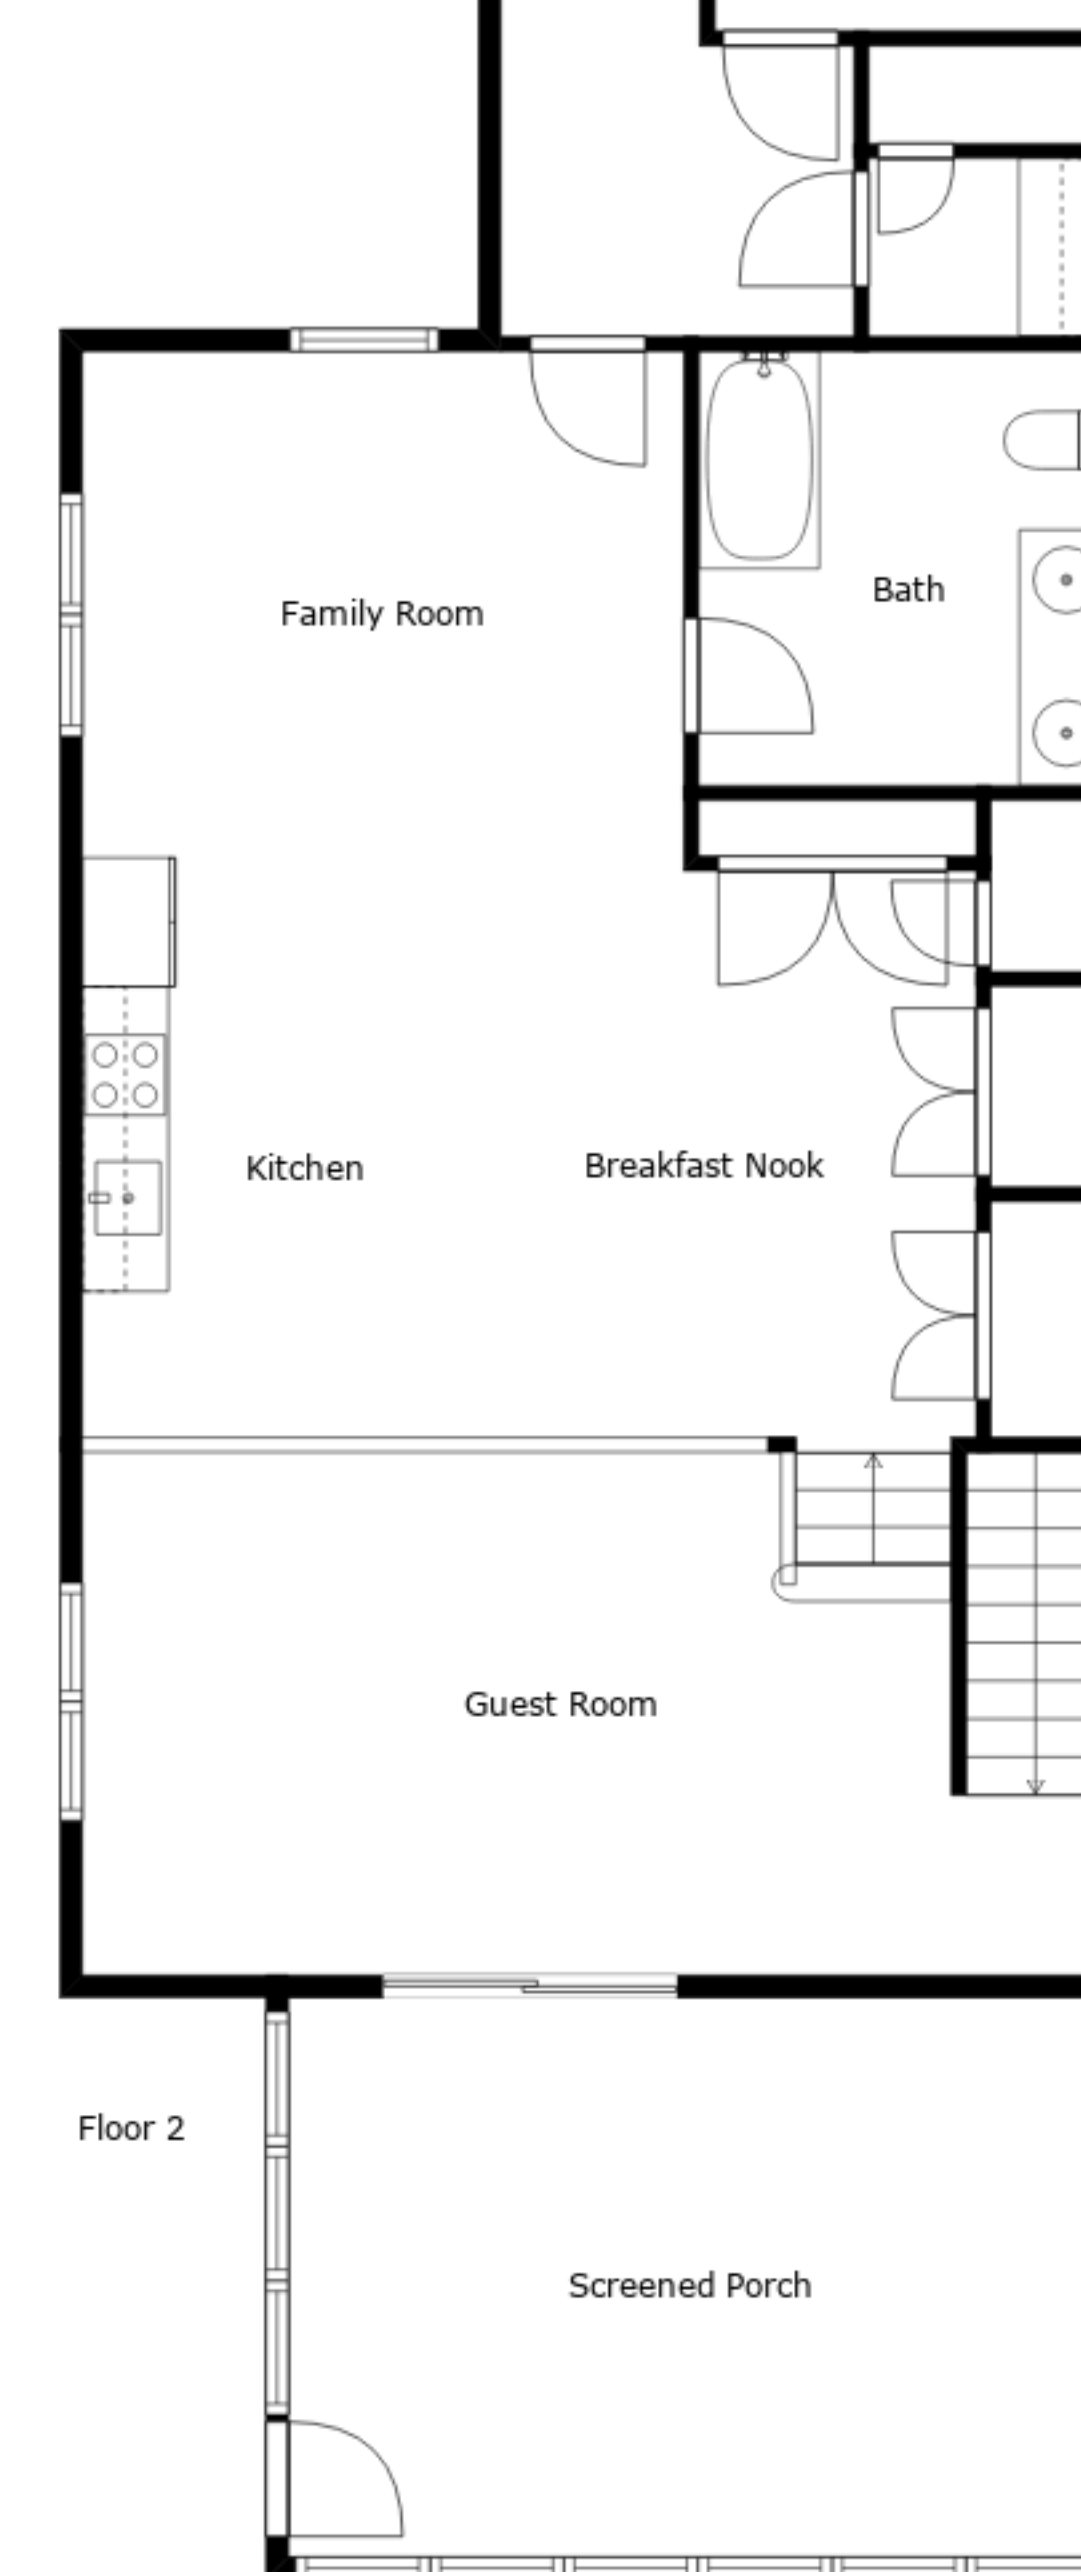 Bath
Family Room
Kitchen
Breakfast Nook
Guest Room
Floor 2
Screened Porch